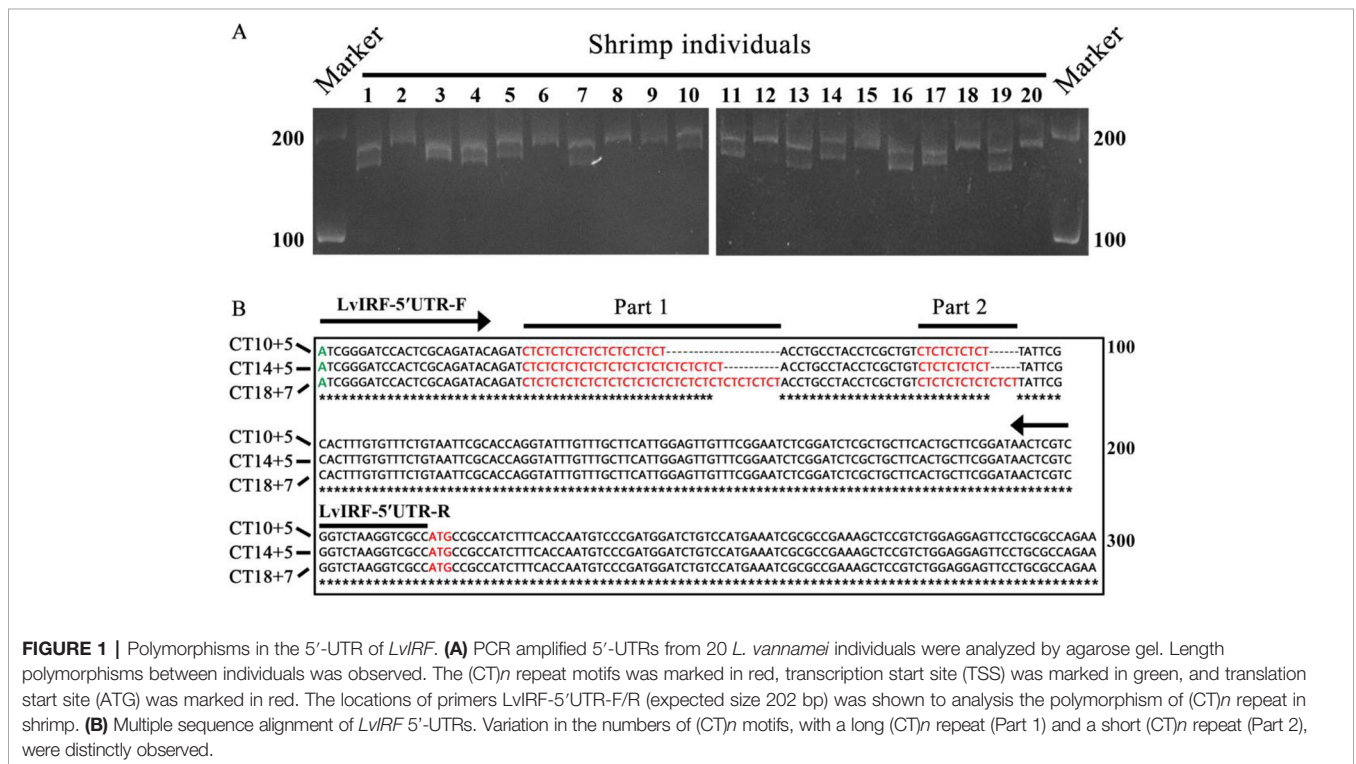 A
Marker
Shrimp individuals
Marker
1 2 3 4 5 6 7 8 9 10 11 12 13 14 15 16 17 18 19 20
200 200
100 100
B
LvIRF-5′UTR-F Part 1 Part 2
CT10+5 ATCGGGATCCACTCGCAGATACAGATCTCTCTCTCTCTCTCTCTCT----------------ACCTGCCTACCTCGCTGTCTCTCTCTCT----TATTCG 100
CT14+5 ATCGGGATCCACTCGCAGATACAGATCTCTCTCTCTCTCTCTCTCTCTCTCTCT--------ACCTGCCTACCTCGCTGTCTCTCTCTCT----TATTCG
CT18+7 ATCGGGATCCACTCGCAGATACAGATCTCTCTCTCTCTCTCTCTCTCTCTCTCTCTCTCTCTACCTGCCTACCTCGCTGTCTCTCTCTCTCTCTTATTCG
****************************************************** **************************** ******
CT10+5 CACTTTGTGTTTCTGTAATTCGCACCAGGTATTTGTTTGCTTCATTGGAGTTGTTTCGGAATCTCGGATCTCGCTGCTTCACTGCTTCGGATAACTCGTC 200
CT14+5 CACTTTGTGTTTCTGTAATTCGCACCAGGTATTTGTTTGCTTCATTGGAGTTGTTTCGGAATCTCGGATCTCGCTGCTTCACTGCTTCGGATAACTCGTC
CT18+7 CACTTTGTGTTTCTGTAATTCGCACCAGGTATTTGTTTGCTTCATTGGAGTTGTTTCGGAATCTCGGATCTCGCTGCTTCACTGCTTCGGATAACTCGTC
****************************************************************************************************
LvIRF-5′UTR-R
CT10+5 GGTCTAAGGTCGCCATGCCGCCATCTTTCACCAATGTCCCGATGGATCTGTCCATGAAATCGCGCCGAAAGCTCCGTCTGGAGGAGTTCCTGCGCCAGAA 300
CT14+5 GGTCTAAGGTCGCCATGCCGCCATCTTTCACCAATGTCCCGATGGATCTGTCCATGAAATCGCGCCGAAAGCTCCGTCTGGAGGAGTTCCTGCGCCAGAA
CT18+7 GGTCTAAGGTCGCCATGCCGCCATCTTTCACCAATGTCCCGATGGATCTGTCCATGAAATCGCGCCGAAAGCTCCGTCTGGAGGAGTTCCTGCGCCAGAA
****************************************************************************************************
FIGURE 1 | Polymorphisms in the 5′-UTR of LvIRF. (A) PCR amplified 5′-UTRs from 20 L. vannamei individuals were analyzed by agarose gel. Length
polymorphisms between individuals was observed. The (CT)n repeat motifs was marked in red, transcription start site (TSS) was marked in green, and translation
start site (ATG) was marked in red. The locations of primers LvIRF-5′UTR-F/R (expected size 202 bp) was shown to analysis the polymorphism of (CT)n repeat in
shrimp. (B) Multiple sequence alignment of LvIRF 5′-UTRs. Variation in the numbers of (CT)n motifs, with a long (CT)n repeat (Part 1) and a short (CT)n repeat (Part 2),
were distinctly observed.